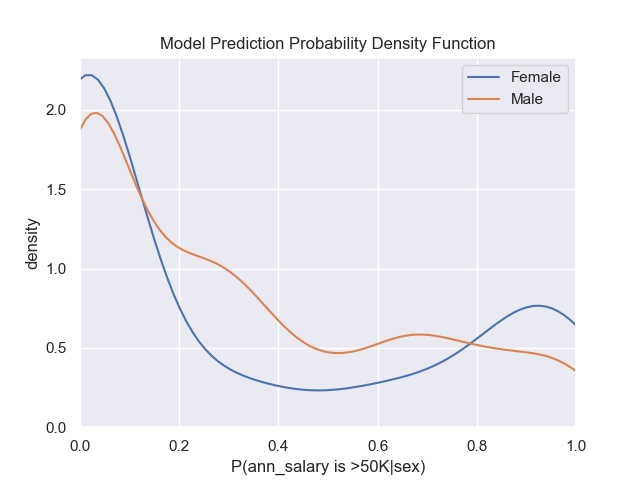 Model Prediction Probability Density Function
Female
Male
density
2.0
1.5
1.0
0.5
0.0
0.0 0.2 0.4 0.6 0.8 1.0
P(ann_salary is >50K|sex)